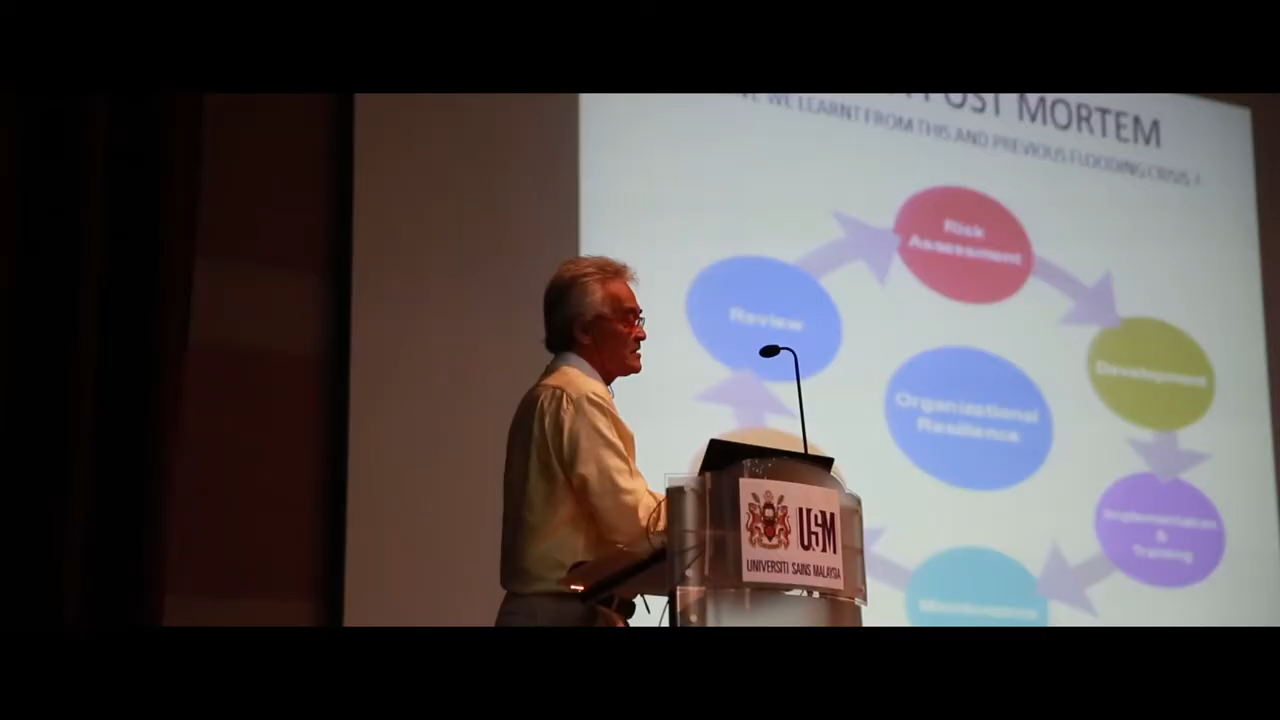 POST MORTEM
WE LEARNT FROM THIS AND PREVIOUS FLOODING CRISIS ?
Risk
Assessment
Review
Development
Organizational
Resilience
Implementation
&
Training
Maintenance
USM
UNIVERSITI SAINS MALAYSIA